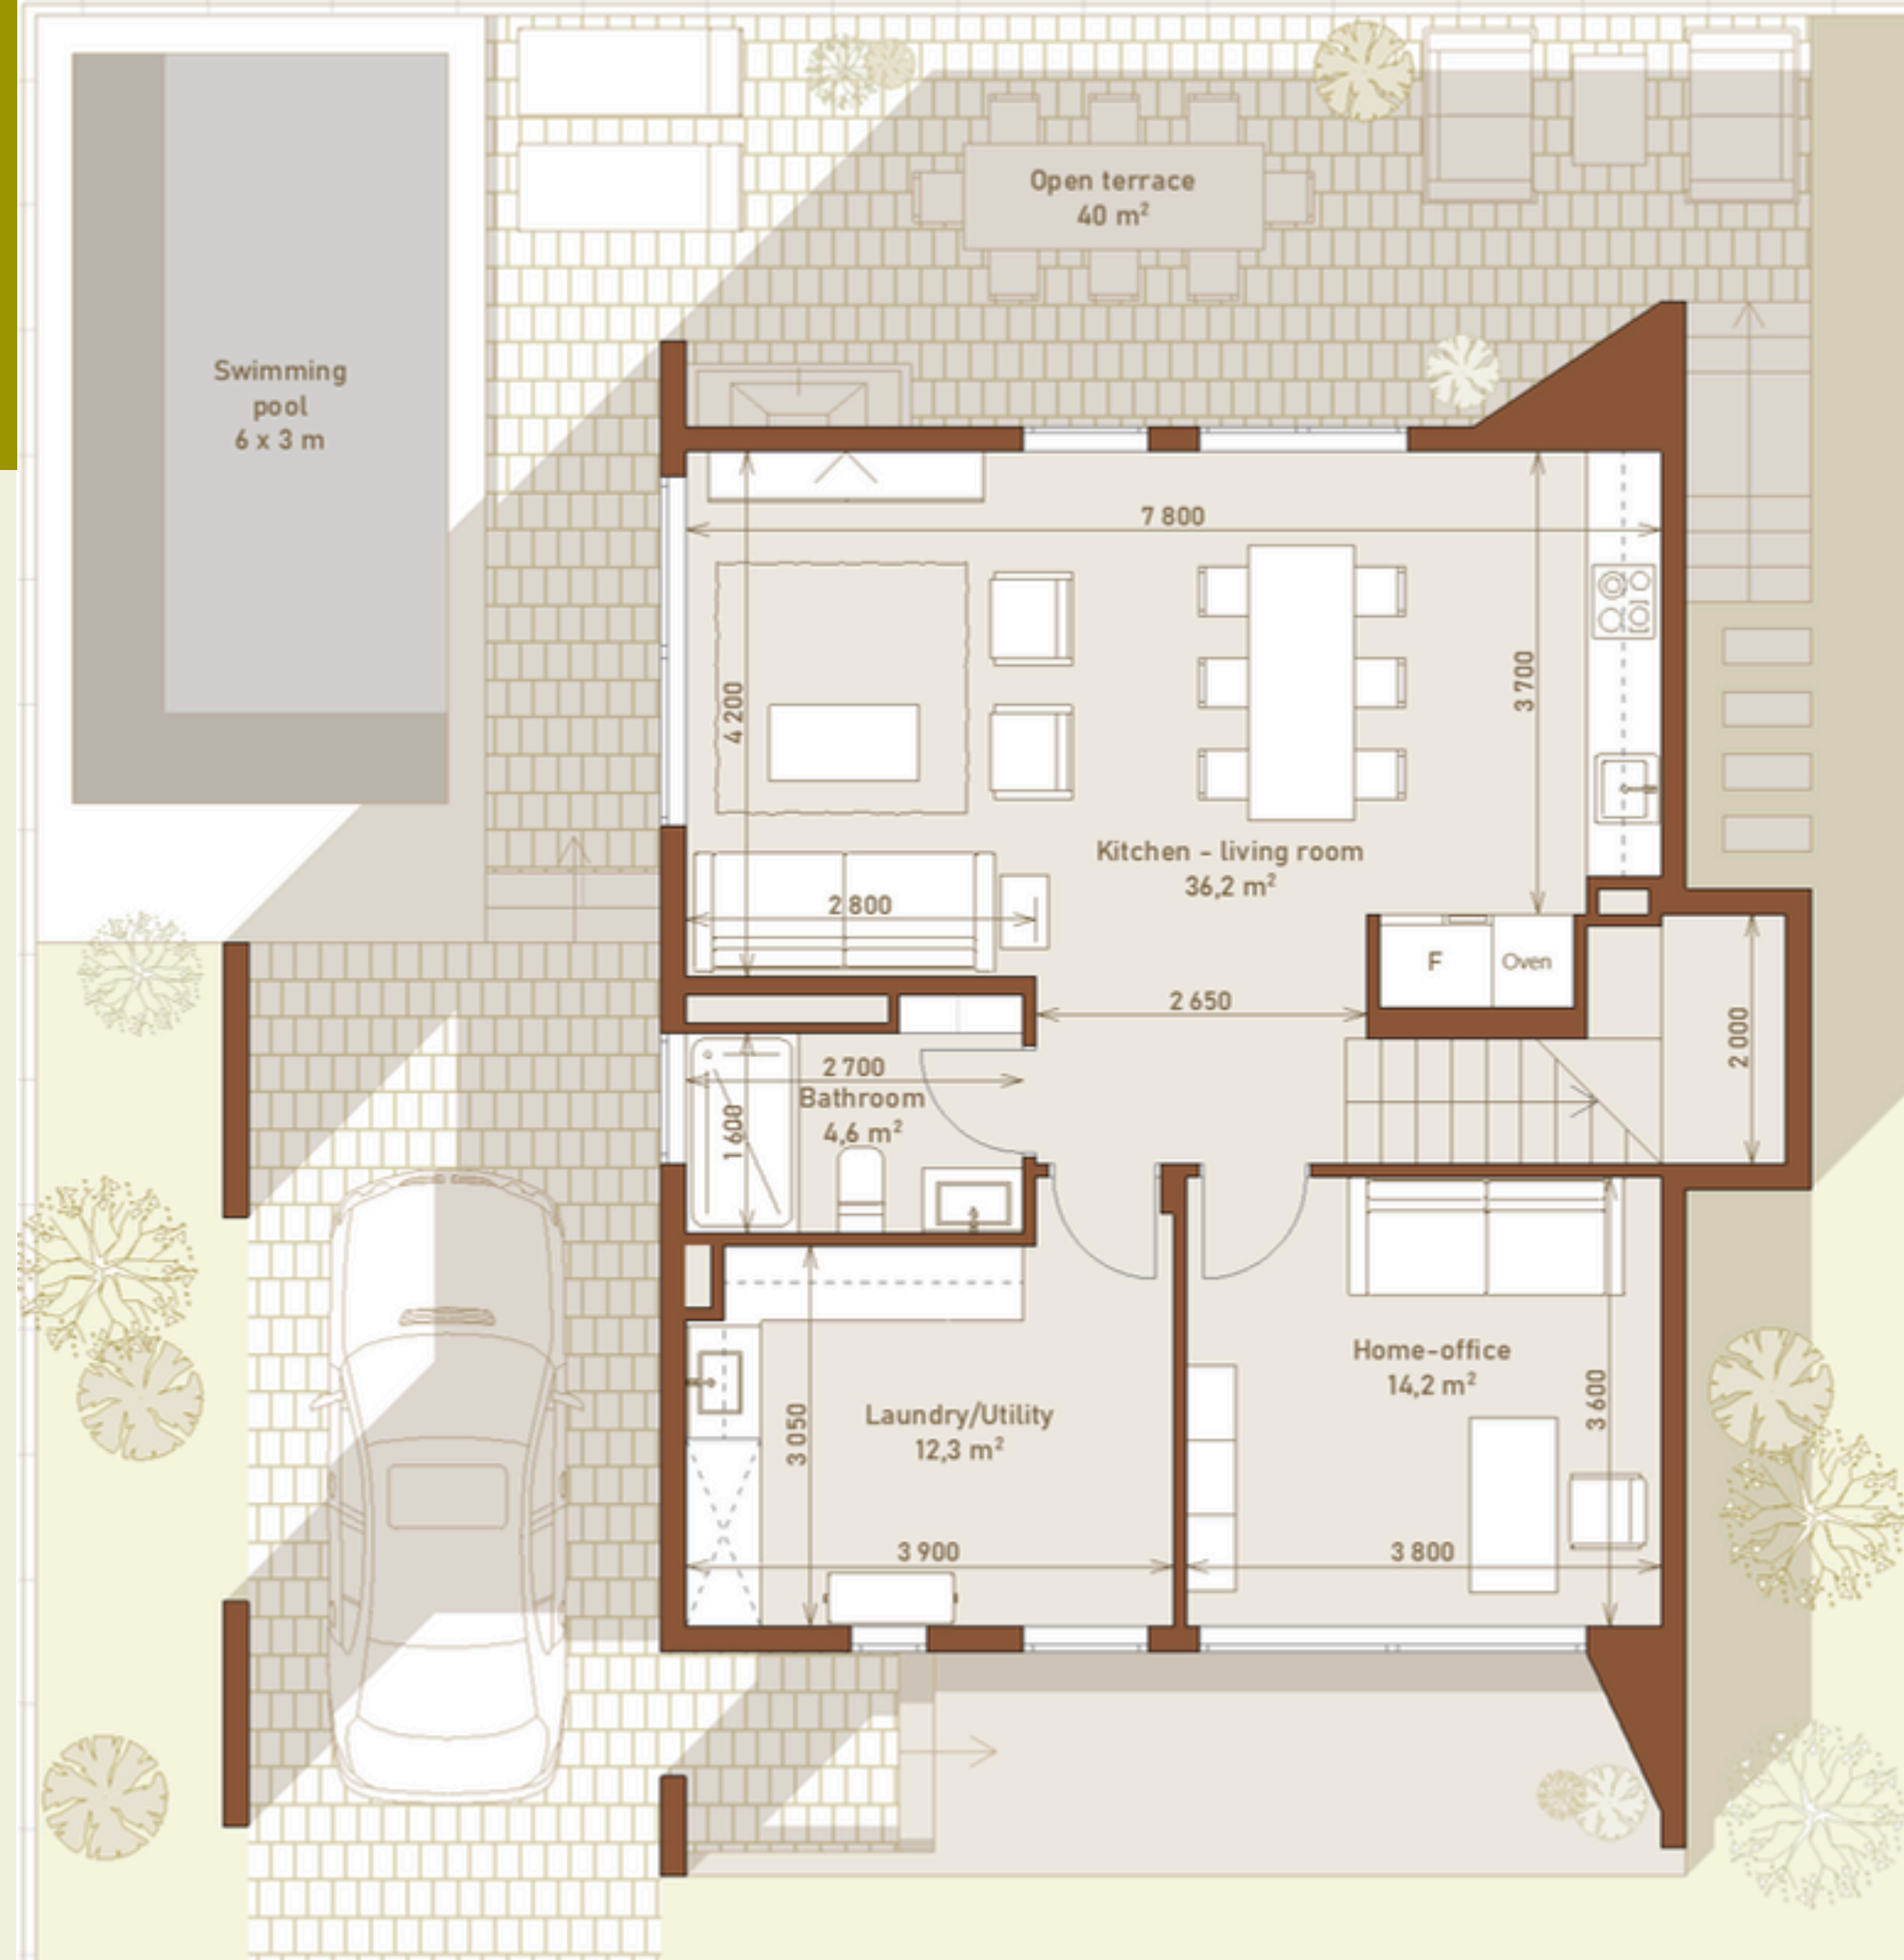 Open terrace
40 m²
Swimming
pool
6 x 3 m
7 800
4 200
3 700
Kitchen - living room
36,2 m²
2 800
F
Oven
2 650
2 000
2 700
Bathroom
4,6 m²
1 600
Home-office
14,2 m²
3 600
Laundry/Utility
12,3 m²
3 050
3 900
3 800